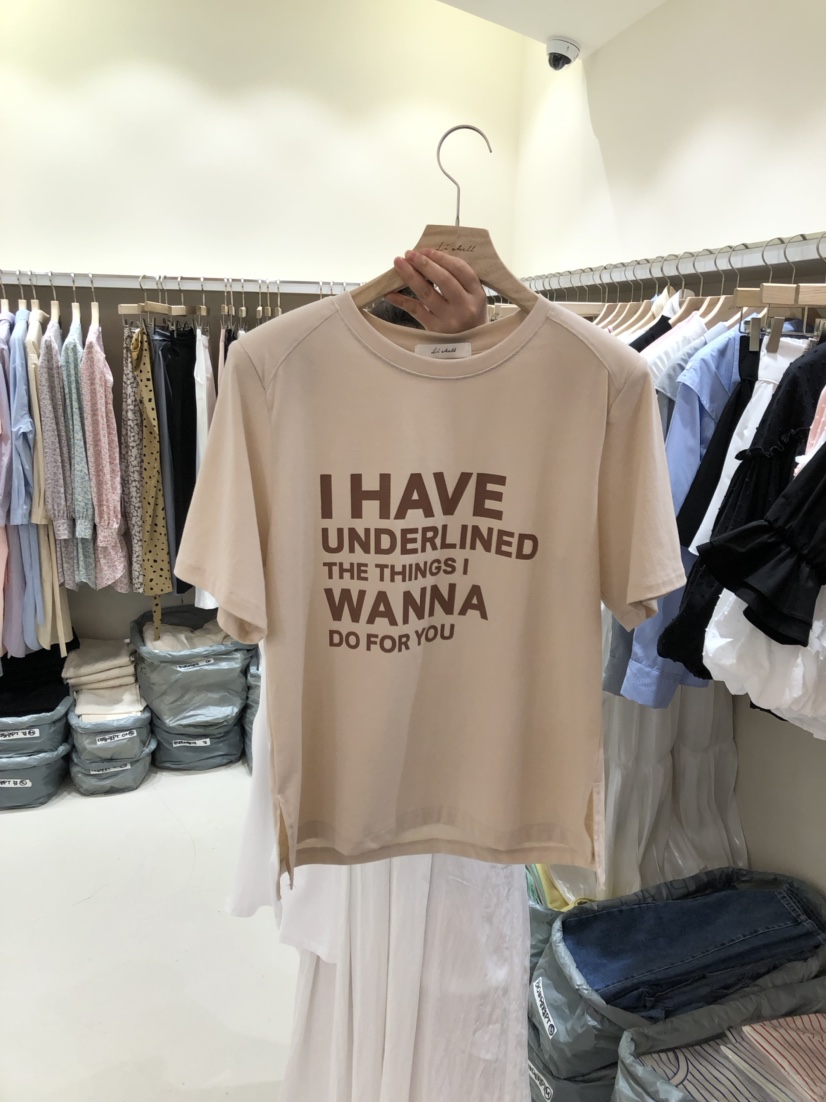 I HAVE
UNDERLINED
THE THINGS I
WANNA
DO FOR YOU